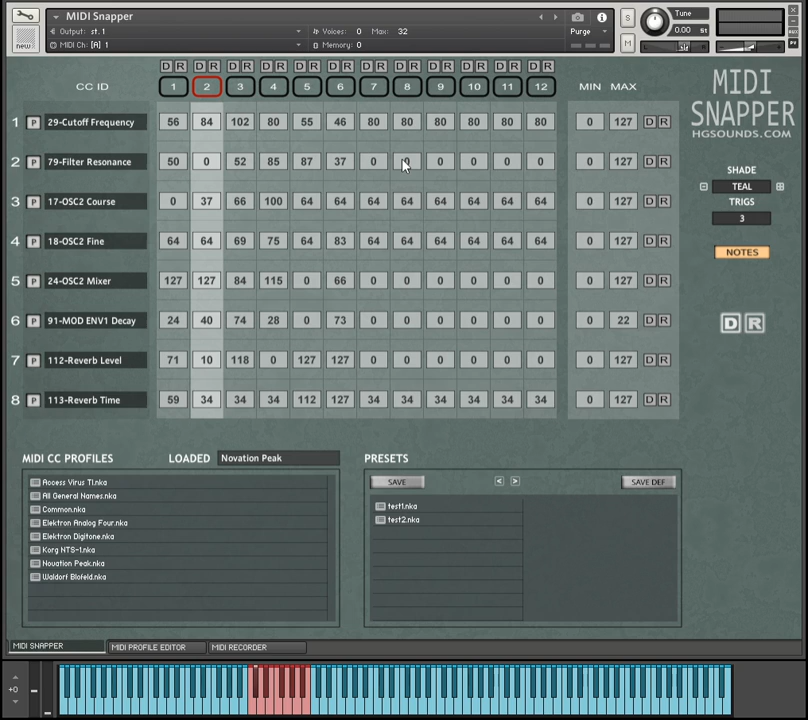 MIDI Snapper
Output: st. 1 Voices: 0 Max: 32 Purge
MIDI Ch: [A] 1 Memory: 0
new
S
M
Tune
0.00 st
AUX
PV
D R D R D R D R D R D R D R D R D R D R D R D R
CC ID 1 2 3 4 5 6 7 8 9 10 11 12 MIN MAX
MIDI
SNAPPER
HGSOUNDS.COM
1 P 29-Cutoff Frequency 56 84 102 80 55 46 80 80 80 80 80 80 0 127 D R
2 P 79-Filter Resonance 50 0 52 85 87 37 0 0 0 0 0 0 0 127 D R
3 P 17-OSC2 Course 0 37 66 100 64 64 64 64 64 64 64 64 0 127 D R
4 P 18-OSC2 Fine 64 64 69 75 64 83 64 64 64 64 64 64 0 127 D R
5 P 24-OSC2 Mixer 127 127 84 115 0 66 0 0 0 0 0 0 0 127 D R
6 P 91-MOD ENV1 Decay 24 40 74 28 0 73 0 0 0 0 0 0 0 22 D R
7 P 112-Reverb Level 71 10 118 0 127 127 0 0 0 0 0 0 0 127 D R
8 P 113-Reverb Time 59 34 34 34 112 127 34 34 34 34 34 34 0 127 D R
SHADE
TEAL
TRIGS
3
NOTES
D R
MIDI CC PROFILES LOADED Novation Peak
Access Virus TI.nka
All General Names.nka
Common.nka
Elektron Analog Four.nka
Elektron Digitone.nka
Korg NTS-1.nka
Novation Peak.nka
Waldorf Blofeld.nka
PRESETS
SAVE < > SAVE DEF
test1.nka
test2.nka
MIDI SNAPPER MIDI PROFILE EDITOR MIDI RECORDER
+0